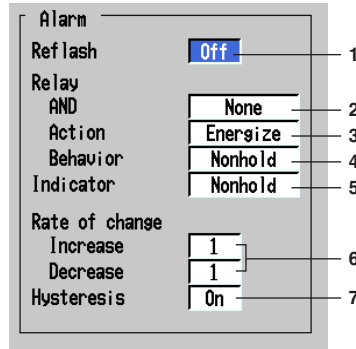 Alarm
Reflash Off 1
Relay
AND None 2
Action Energize 3
Behavior Nonhold 4
Indicator Nonhold 5
Rate of change
Increase 1
6
Decrease 1
Hysteresis On 7